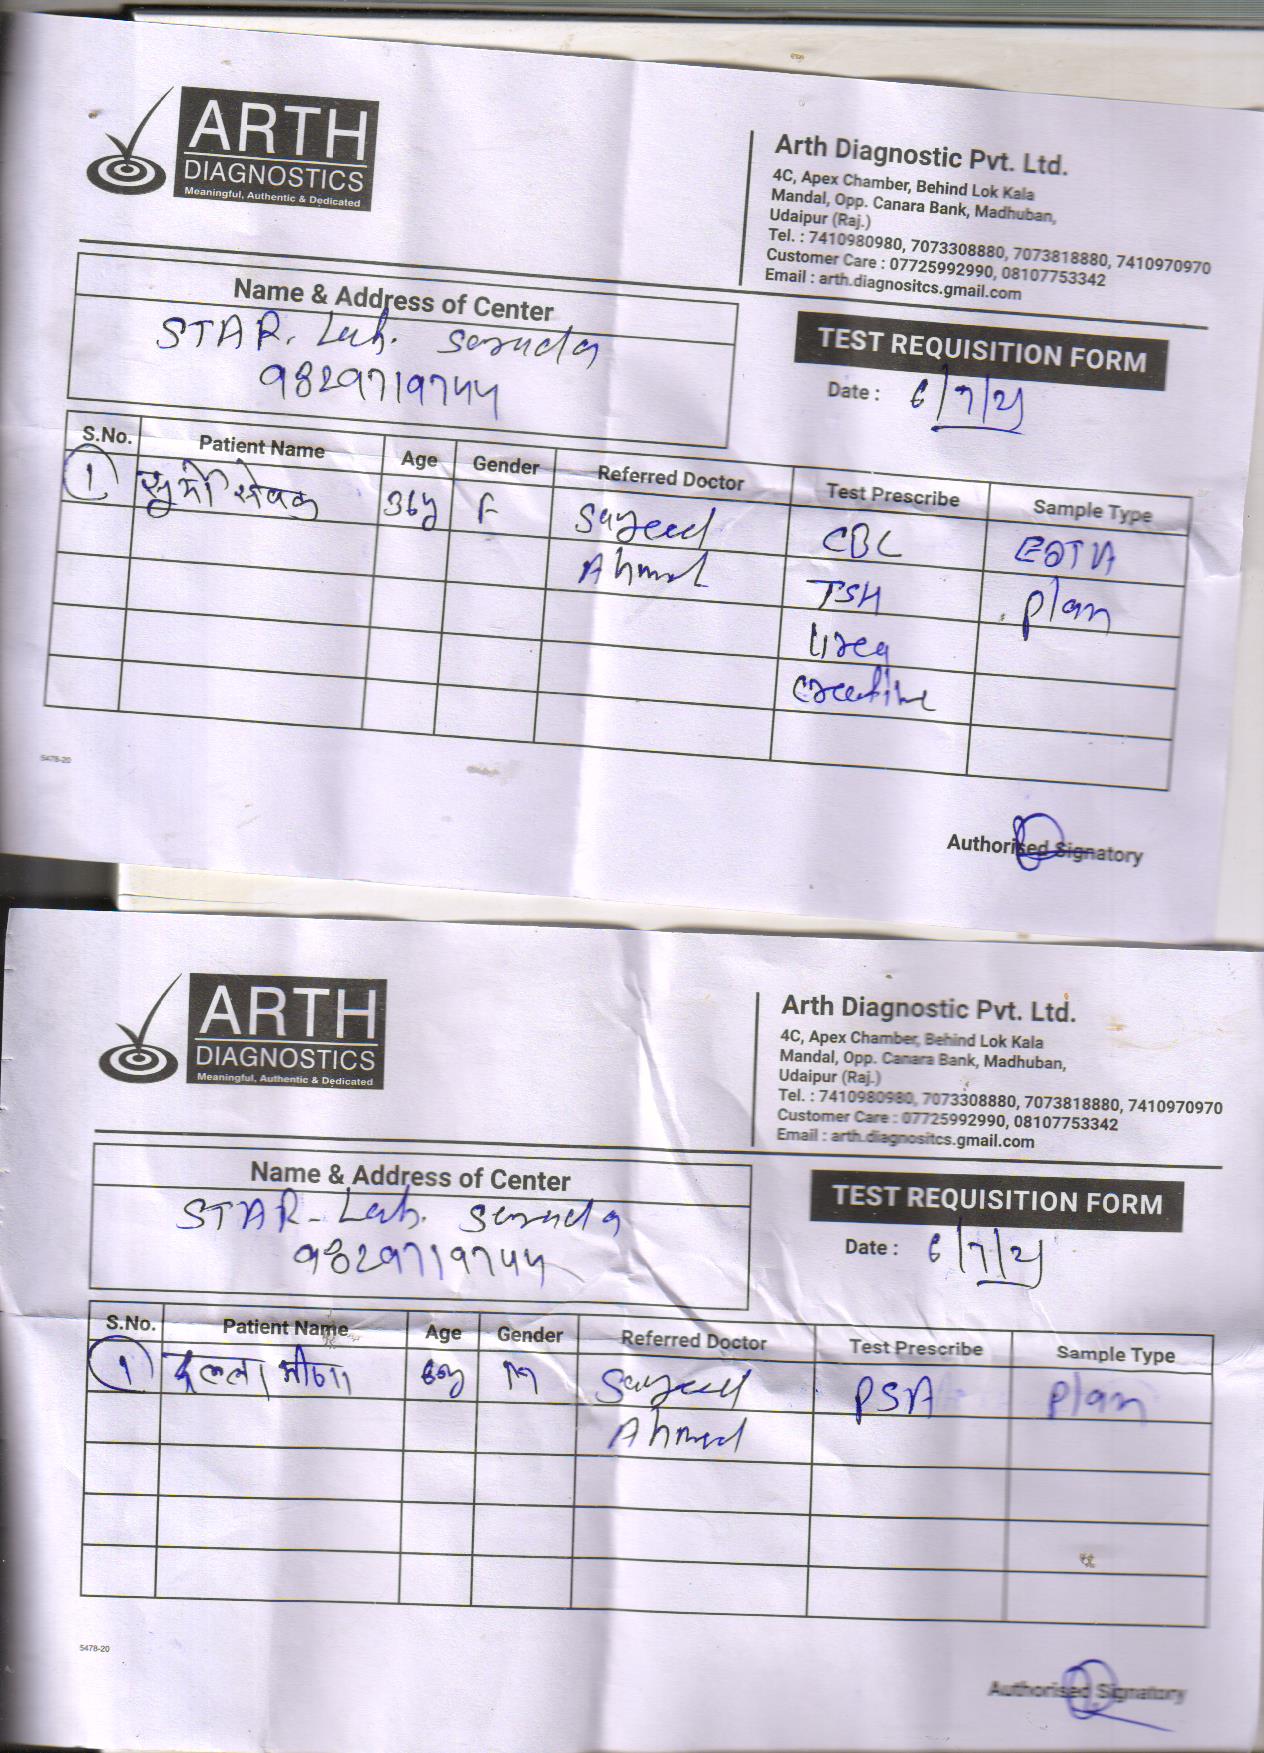 ARTH
DIAGNOSTICS
Meaningful, Authentic & Dedicated
Arth Diagnostic Pvt. Ltd.
4C, Apex Chamber, Behind Lok Kala
Mandal, Opp. Canara Bank, Madhuban,
Udaipur (Raj.)
Tel. : 7410980980, 7073308880, 7073818880, 7410970970
Customer Care : 07725992990, 08107753342
Email : arth.diagnositcs.gmail.com
Name & Address of Center
STAR. Lab.
9829719744
TEST REQUISITION FORM
Date : 6/7/21
S.No. Patient Name Age Gender Referred Doctor Test Prescribe Sample Type
1 36y F Sayeed CBC EDTA
Ahmed TSH Plan
Urea
5478-20
Authorised Signatory
ARTH
DIAGNOSTICS
Meaningful, Authentic & Dedicated
Arth Diagnostic Pvt. Ltd.
4C, Apex Chamber, Behind Lok Kala
Mandal, Opp. Canara Bank, Madhuban,
Udaipur (Raj.)
Tel. : 7410980980, 7073308880, 7073818880, 7410970970
Customer Care : 07725992990, 08107753342
Email : arth.diagnositcs.gmail.com
Name & Address of Center
STAR- Lab.
9829719744
TEST REQUISITION FORM
Date : 6/7/21
S.No. Patient Name Age Gender Referred Doctor Test Prescribe Sample Type
1 M Sayeed PSA Plan
Ahmed
5478-20
Authorised Signatory